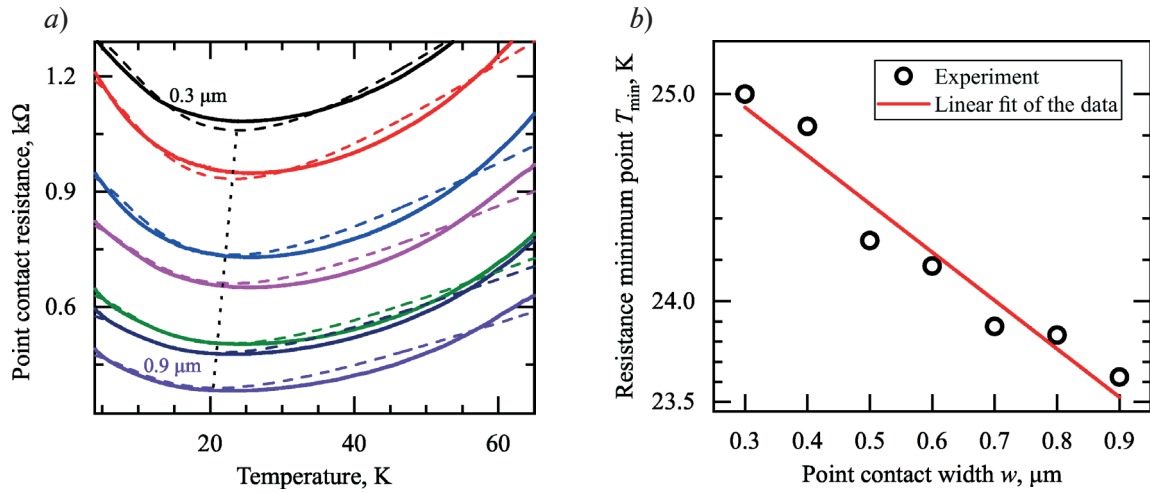 a)
Point contact resistance, kΩ
1.2
0.9
0.6
0.3 μm
0.9 μm
20
40
60
Temperature, K
b)
Resistance minimum point Tmin, K
25.0
24.0
23.5
Experiment
Linear fit of the data
0.3 0.4 0.5 0.6 0.7 0.8 0.9
Point contact width w, μm